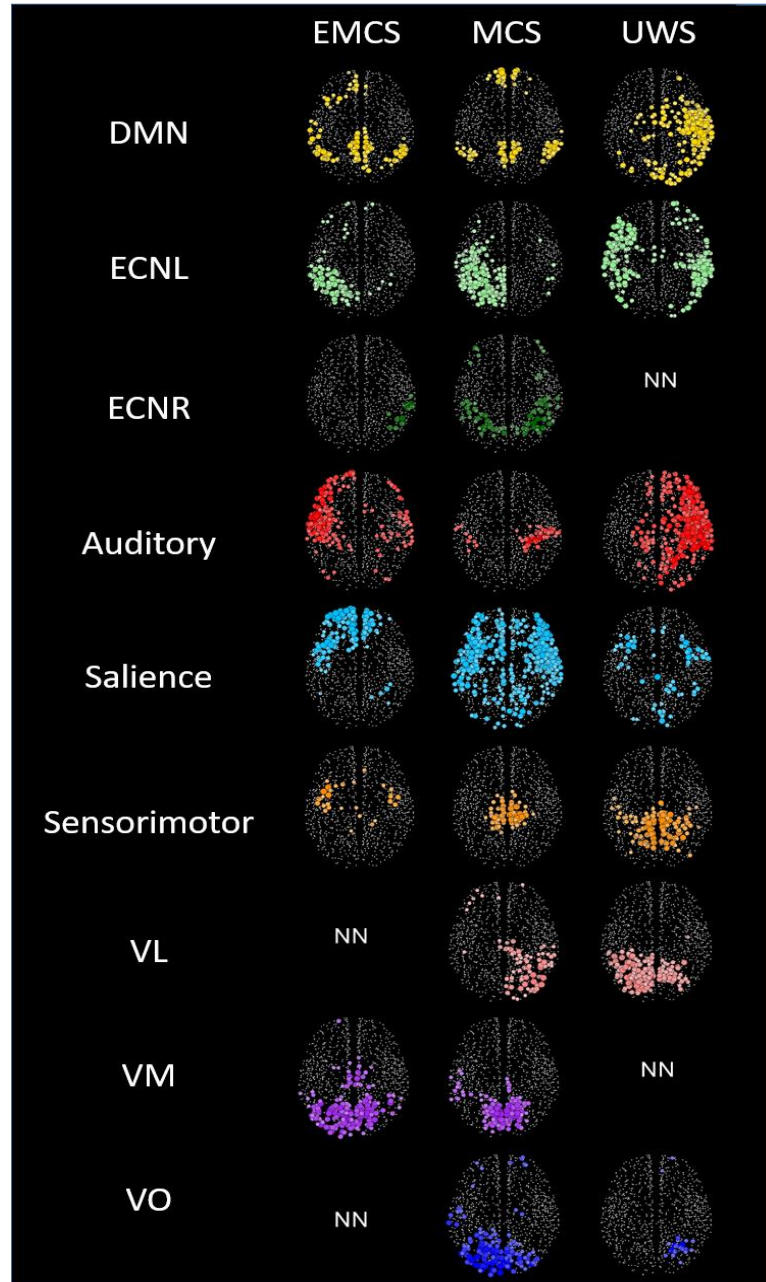 EMCS MCS UWS
DMN
ECNL
ECNR NN
Auditory
Salience
Sensorimotor
VL NN
VM NN
VO NN